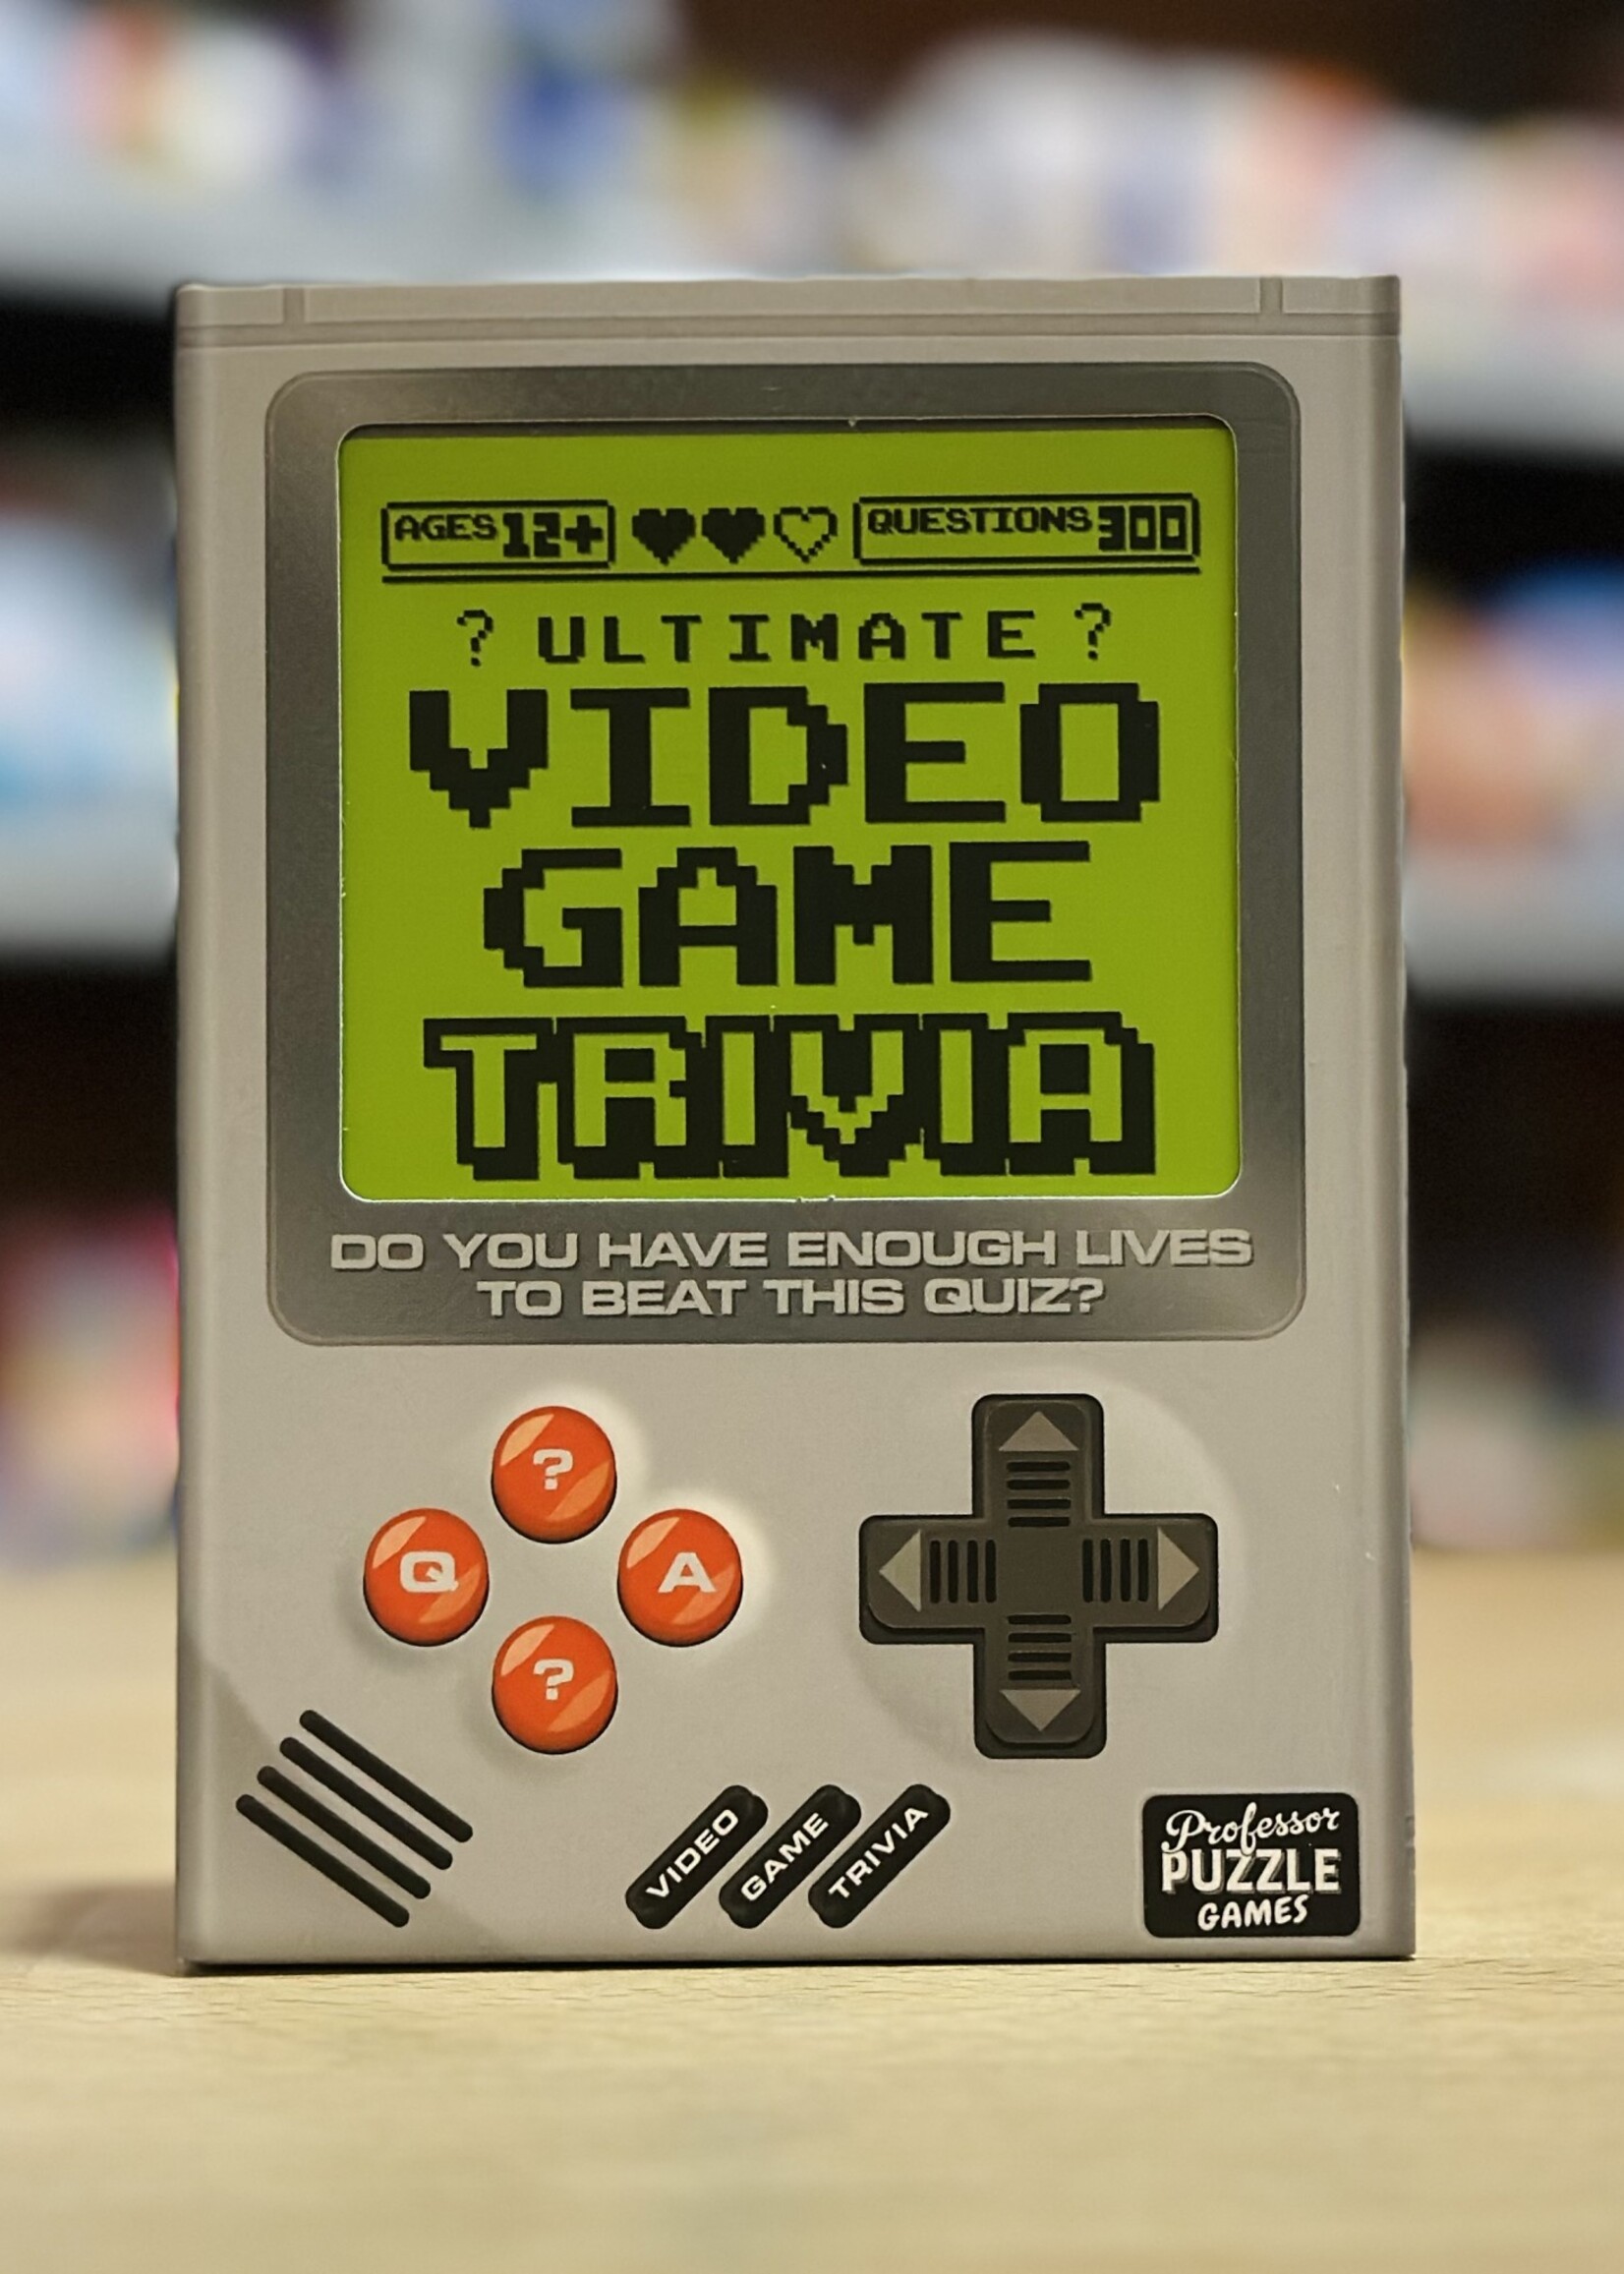 AGES 12+ QUESTIONS 300
? ULTIMATE ?
VIDEO
GAME
TRIVIA
DO YOU HAVE ENOUGH LIVES
TO BEAT THIS QUIZ?
?
Q A
?
VIDEO GAME TRIVIA
Professor
PUZZLE
GAMES